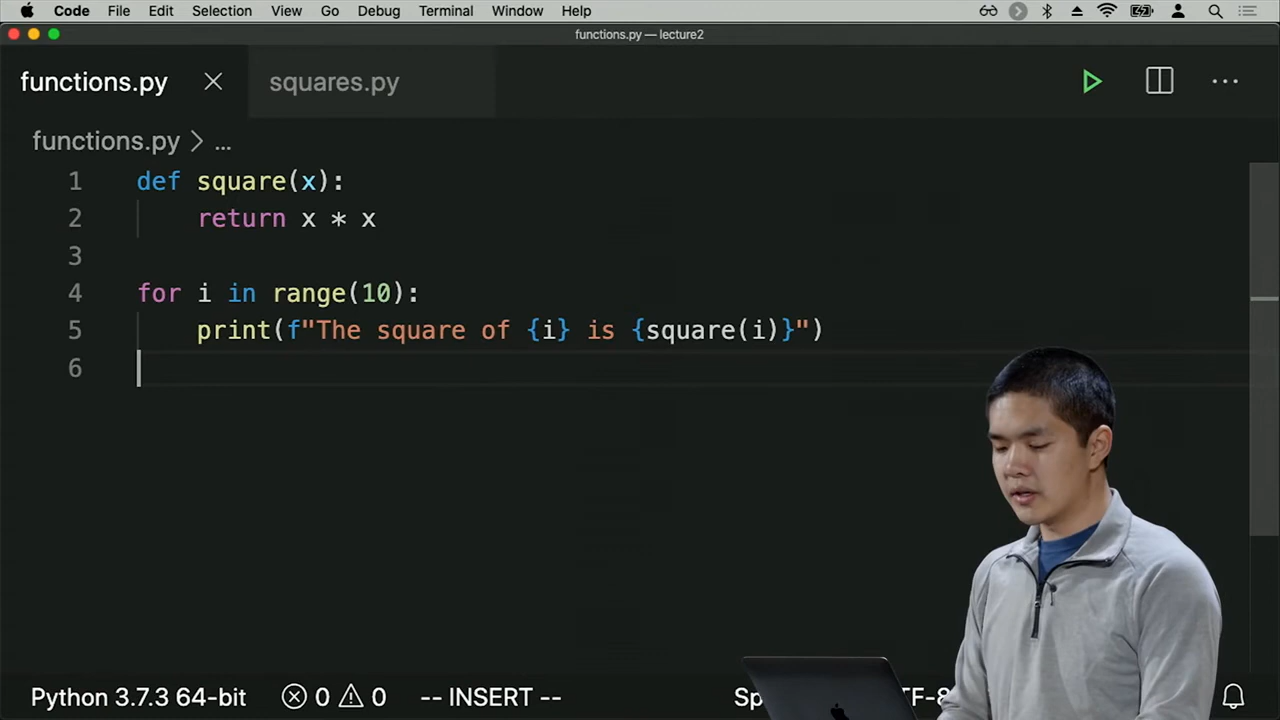 Code File Edit Selection View Go Debug Terminal Window Help
functions.py — lecture2
functions.py squares.py
functions.py > ...
1 def square(x):
2 return x * x
3
4 for i in range(10):
5 print(f"The square of {i} is {square(i)}")
6
Python 3.7.3 64-bit 0 0 -- INSERT --